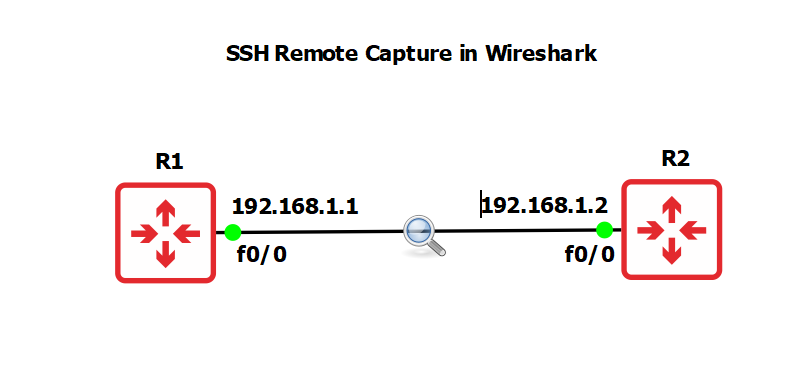 SSH Remote Capture in Wireshark
R1
R2
192.168.1.1
192.168.1.2
f0/0
f0/0